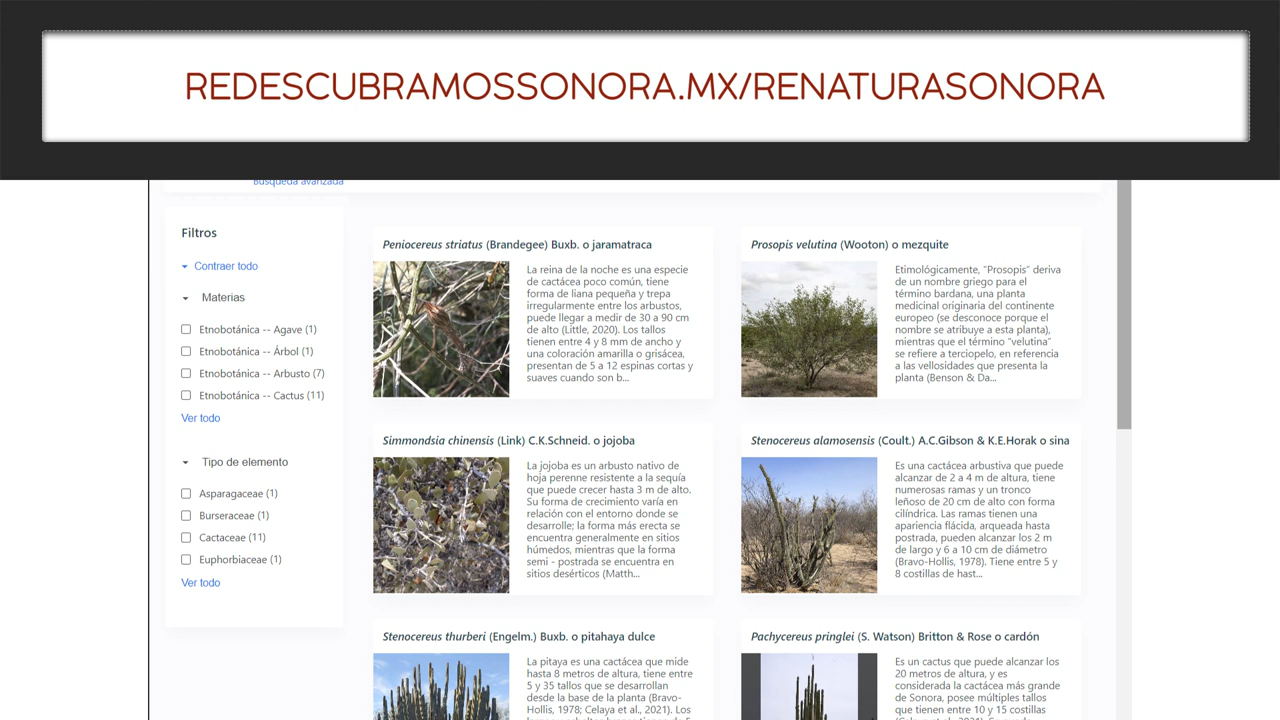 REDESCUBRAMOSSONORA.MX/RENATURASONORA
Búsqueda avanzada
Filtros
Contraer todo
Materias
Etnobotánica -- Agave (1)
Etnobotánica -- Árbol (1)
Etnobotánica -- Arbusto (7)
Etnobotánica -- Cactus (11)
Ver todo
Tipo de elemento
Asparagaceae (1)
Burseraceae (1)
Cactaceae (11)
Euphorbiaceae (1)
Ver todo
Peniocereus striatus (Brandegee) Buxb. o jaramatraca
La reina de la noche es una especie
de cactácea poco común, tiene
forma de liana pequeña y trepa
irregularmente entre los arbustos,
puede llegar a medir de 30 a 90 cm
de alto (Little, 2020). Los tallos
tienen entre 4 y 8 mm de ancho y
una coloración amarilla o grisácea,
presentan de 5 a 12 espinas cortas y
suaves cuando son b...
Prosopis velutina (Wooton) o mezquite
Etimológicamente, "Prosopis" deriva
de un nombre griego para el
término bardana, una planta
medicinal originaria del continente
europeo (se desconoce porque el
nombre se atribuye a esta planta),
mientras que el término "velutina"
se refiere a terciopelo, en referencia
a las vellosidades que presenta la
planta (Benson & Da...
Simmondsia chinensis (Link) C.K.Schneid. o jojoba
La jojoba es un arbusto nativo de
hoja perenne resistente a la sequía
que puede crecer hasta 3 m de alto.
Su forma de crecimiento varía en
relación con el entorno donde se
desarrolle; la forma más erecta se
encuentra generalmente en sitios
húmedos, mientras que la forma
semi - postrada se encuentra en
sitios desérticos (Matth...
Stenocereus alamosensis (Coult.) A.C.Gibson & K.E.Horak o sina
Es una cactácea arbustiva que puede
alcanzar de 2 a 4 m de altura, tiene
numerosas ramas y un tronco
leñoso de 20 cm de alto con forma
cilíndrica. Las ramas tienen una
apariencia flácida, arqueada hasta
postrada, pueden alcanzar los 2 m
de largo y 6 a 10 cm de diámetro
(Bravo-Hollis, 1978). Tiene entre 5 y
8 costillas de hast...
Stenocereus thurberi (Engelm.) Buxb. o pitahaya dulce
La pitaya es una cactácea que mide
hasta 8 metros de altura, tiene entre
5 y 35 tallos que se desarrollan
desde la base de la planta (Bravo-
Hollis, 1978; Celaya et al., 2021). Los
Pachycereus pringlei (S. Watson) Britton & Rose o cardón
Es un cactus que puede alcanzar los
20 metros de altura, y es
considerada la cactácea más grande
de Sonora, posee múltiples tallos
que tienen entre 10 y 15 costillas